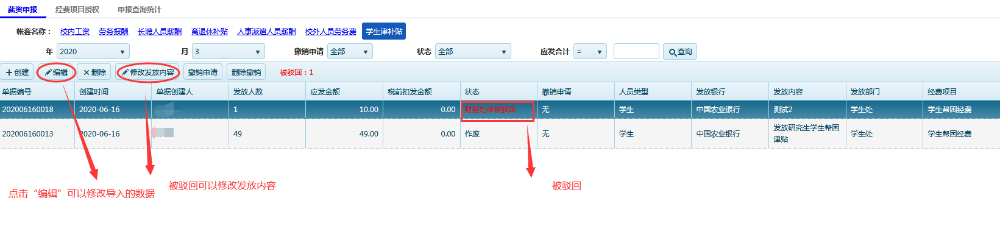 薪资申报 经费项目授权 申报查询统计
帐套名称： 校内工资 劳务报酬 长聘人员薪酬 离退休补贴 人事派遣人员薪酬 校外人员劳务费 学生津补贴
年 2020 月 3 撤销申请 全部 状态 全部 应发合计 = 查询
创建 编辑 删除 修改发放内容 撤销申请 删除撤销 被驳回：1
单据编号 创建时间 单据创建人 发放人数 应发金额 税前扣发金额 状态 撤销申请 人员类型 发放银行 发放内容 发放部门 经费项目
202006160018 2020-06-16 1 10.00 0.00 财务处审核驳回 无 学生 中国农业银行 测试2 学生处 学生帮困经费
202006160013 2020-06-16 49 49.00 0.00 作废 无 学生 中国农业银行 发放研究生学生帮困
津贴 学生处 学生帮困经费
点击“编辑”可以修改导入的数据
被驳回可以修改发放内容
被驳回